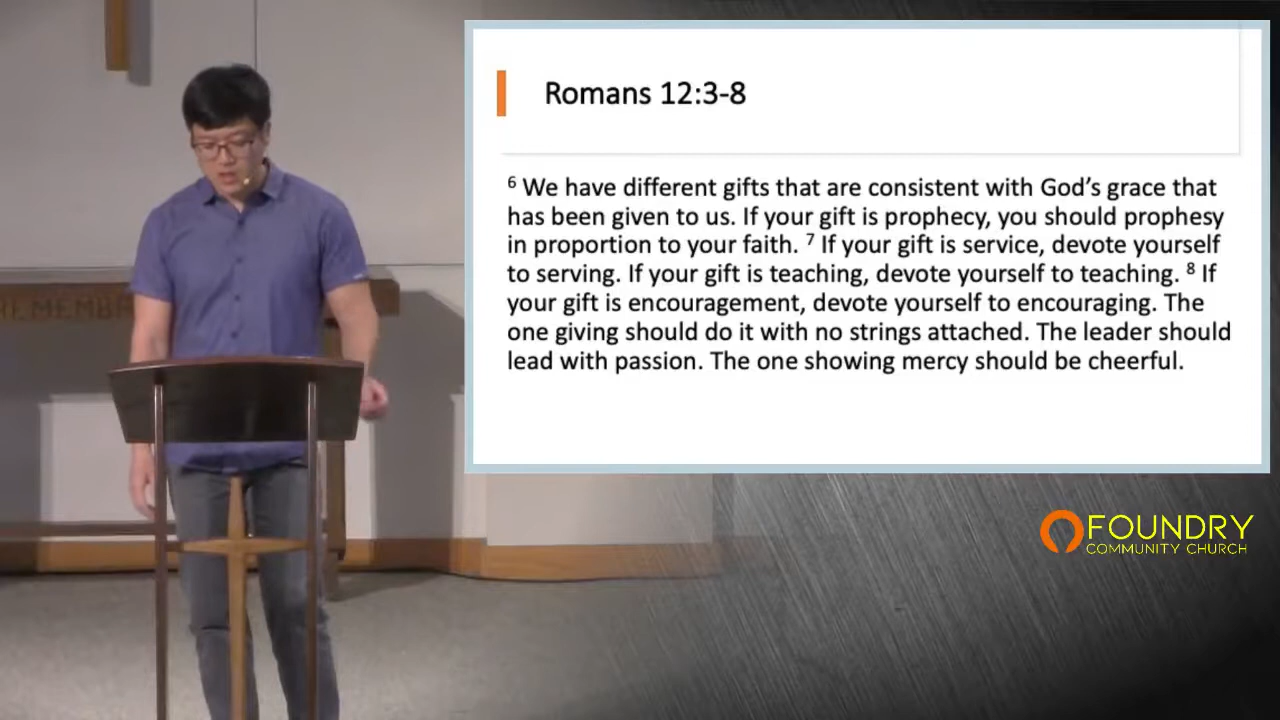 Romans 12:3-8
6 We have different gifts that are consistent with God's grace that
has been given to us. If your gift is prophecy, you should prophesy
in proportion to your faith. 7 If your gift is service, devote yourself
to serving. If your gift is teaching, devote yourself to teaching. 8 If
your gift is encouragement, devote yourself to encouraging. The
one giving should do it with no strings attached. The leader should
lead with passion. The one showing mercy should be cheerful.
FOUNDRY
COMMUNITY CHURCH